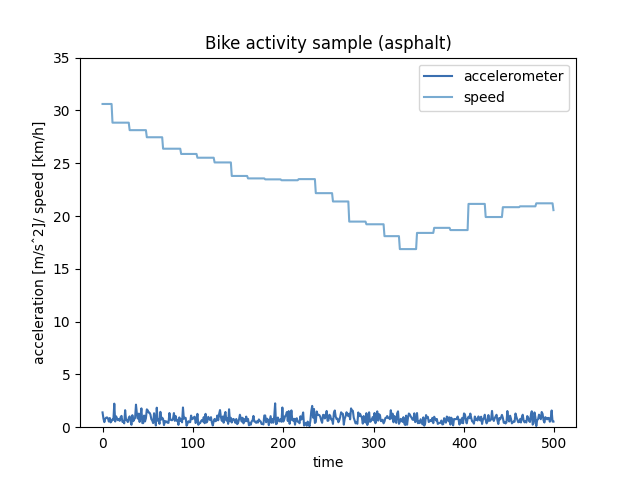 Bike activity sample (asphalt)
accelerometer
speed
35
30
25
20
15
10
5
0
acceleration [m/s^2]/ speed [km/h]
0 100 200 300 400 500
time